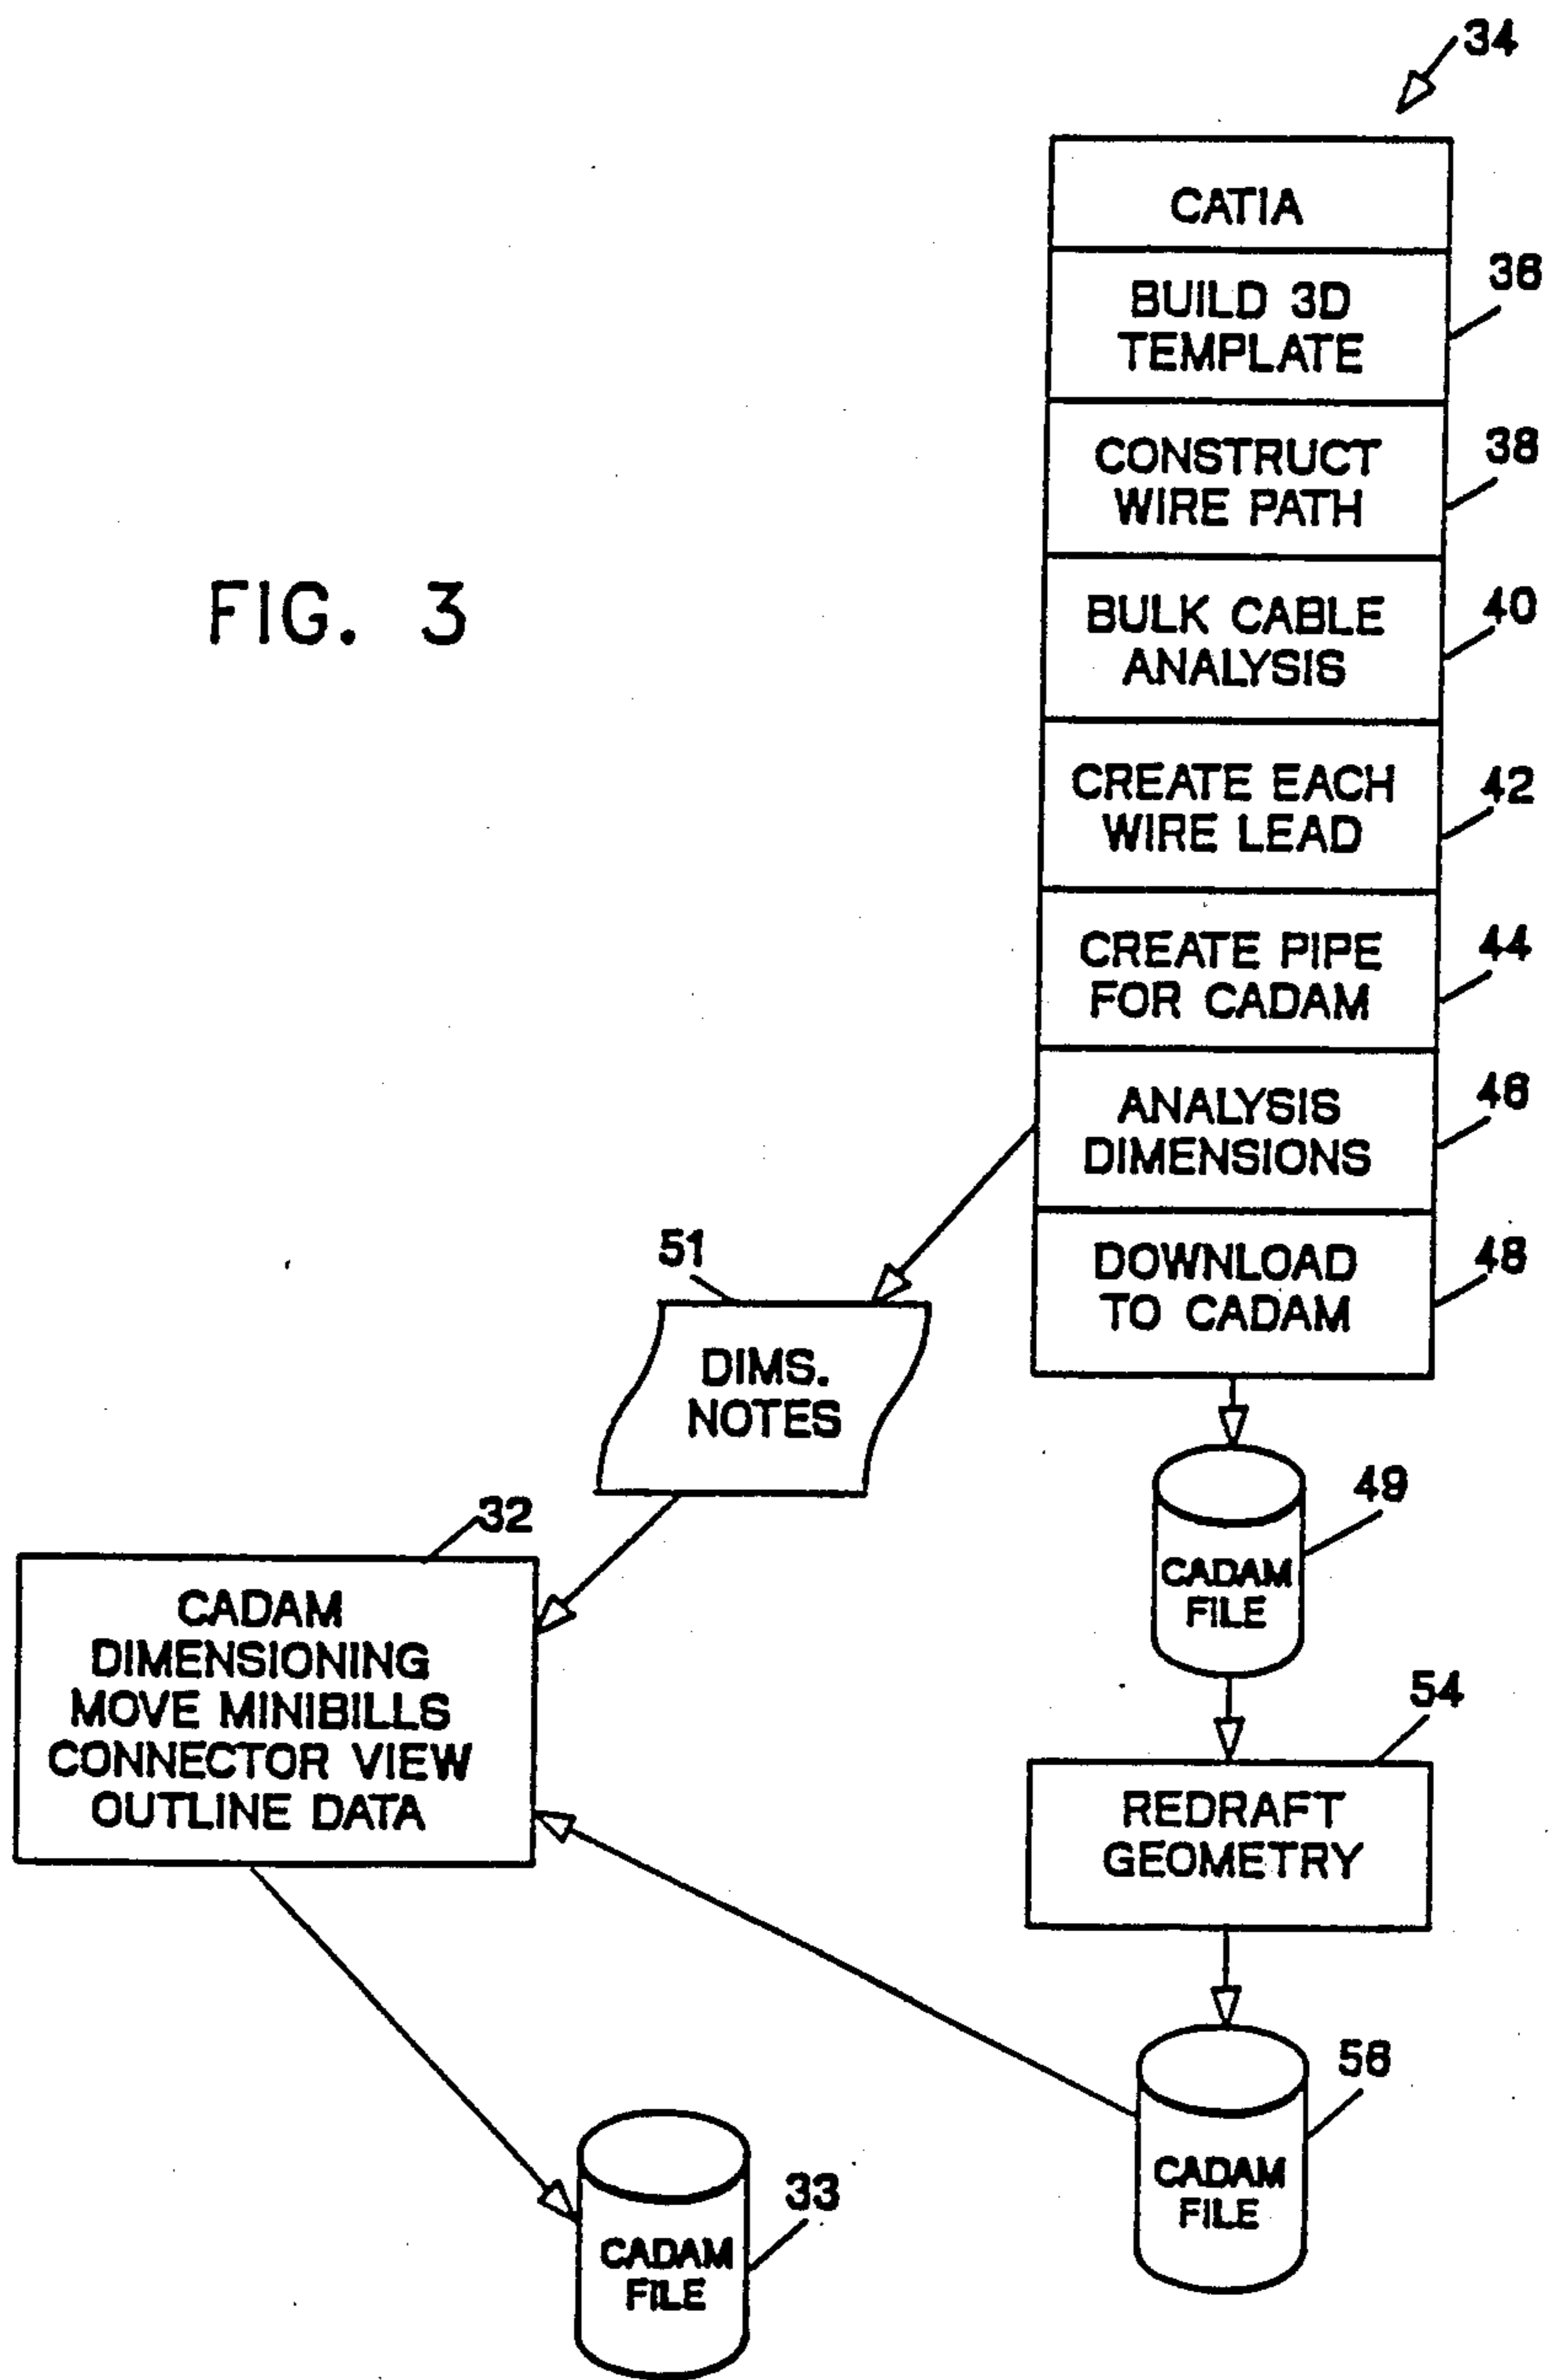 34
CATIA
BUILD 3D
TEMPLATE
36
CONSTRUCT
WIRE PATH
38
FIG. 3
BULK CABLE
ANALYSIS
40
CREATE EACH
WIRE LEAD
42
CREATE PIPE
FOR CADAM
44
ANALYSIS
DIMENSIONS
46
DOWNLOAD
TO CADAM
48
51
DIMS.
NOTES
CADAM
FILE
49
32
CADAM
DIMENSIONING
MOVE MINIBILLS
CONNECTOR VIEW
OUTLINE DATA
54
REDRAFT
GEOMETRY
CADAM
FILE
56
CADAM
FILE
33